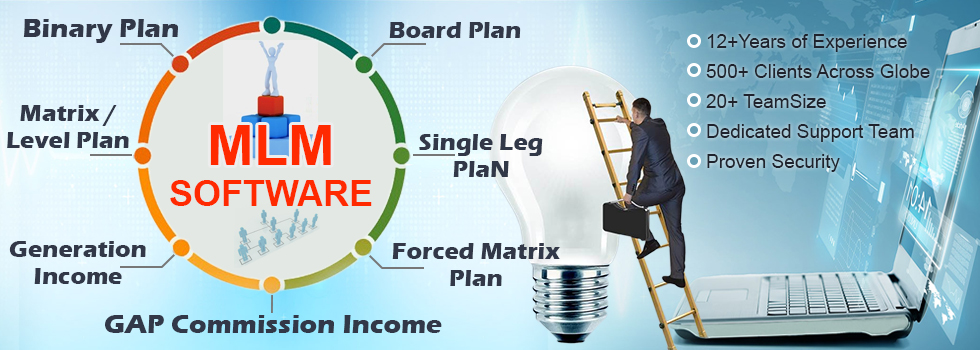 Binary Plan
Board Plan
Matrix /
Level Plan
MLM
SOFTWARE
Single Leg
PlaN
Generation
Income
Forced Matrix
Plan
GAP Commission Income
12+Years of Experience
500+ Clients Across Globe
20+ TeamSize
Dedicated Support Team
Proven Security